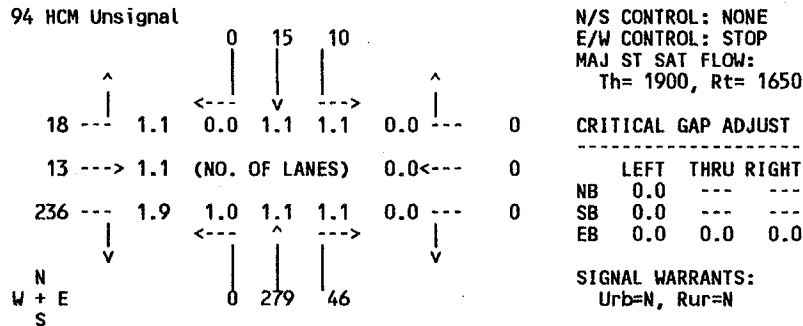 94 HCM Unsignal
0 15 10
<--- v --->
18 --- 1.1 0.0 1.1 1.1 0.0 --- 0
13 ---> 1.1 (NO. OF LANES) 0.0<--- 0
236 --- 1.9 1.0 1.1 1.1 0.0 --- 0
<--- ^ --->
0 279 46
N
W + E
S
N/S CONTROL: NONE
E/W CONTROL: STOP
MAJ ST SAT FLOW:
Th= 1900, Rt= 1650
CRITICAL GAP ADJUST
---------------------
LEFT THRU RIGHT
NB 0.0 --- ---
SB 0.0 --- ---
EB 0.0 0.0 0.0
SIGNAL WARRANTS:
Urb=N, Rur=N